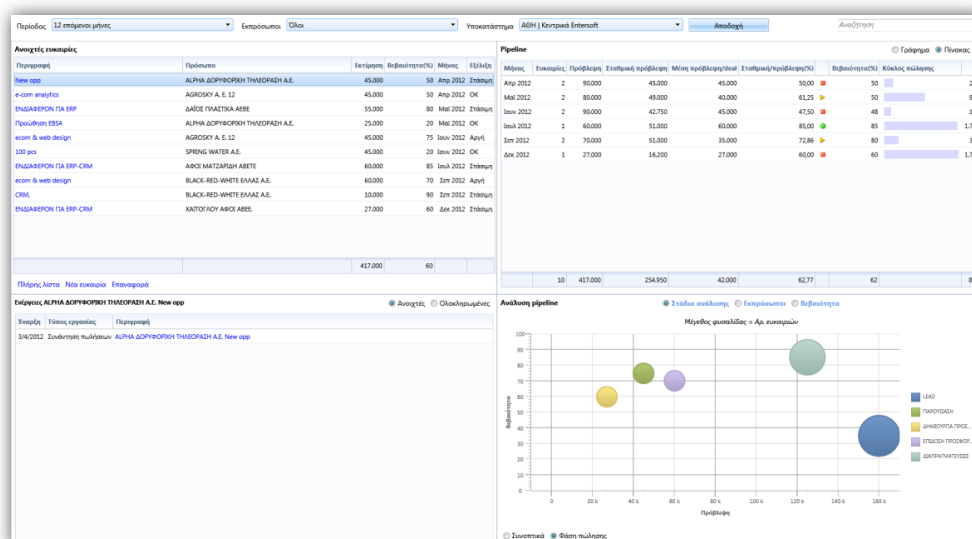 Περίοδος 12 επόμενοι μήνες Εκπρόσωποι Όλοι Υποκατάστημα ΑΘΗ | Κεντρικά Entersoft Αποδοχή Αναζήτηση
Ανοιχτές ευκαιρίες
Περιγραφή Πρόσωπο Εκτίμηση Βεβαιότητα(%) Μήνας Εξέλιξη
New opp ALPHA ΔΟΡΥΦΟΡΙΚΗ ΤΗΛΕΟΡΑΣΗ Α.Ε. 45.000 50 Απρ 2012 Στάσιμη
e-com analytics AGROSKY A. E. 12 45.000 50 Απρ 2012 OK
ΕΝΔΙΑΦΕΡΟΝ ΓΙΑ ERP ΔΑΪΟΣ ΠΛΑΣΤΙΚΑ ΑΕΒΕ 55.000 80 Μαϊ 2012 Στάσιμη
Προώθηση EBS4 ALPHA ΔΟΡΥΦΟΡΙΚΗ ΤΗΛΕΟΡΑΣΗ Α.Ε. 25.000 20 Μαϊ 2012 OK
ecom & web design AGROSKY A. E. 12 45.000 75 Ιουν 2012 Αργή
100 pcs SPRING WATER A.E. 45.000 20 Ιουν 2012 OK
ΕΝΔΙΑΦΕΡΟΝ ΓΙΑ ERP-CRM ΑΦΟΙ ΜΑΤΖΑΡΙΔΗ ΑΒΕΤΕ 60.000 85 Ιουλ 2012 Στάσιμη
ecom & web design BLACK-RED-WHITE ΕΛΛΑΣ Α.Ε. 60.000 70 Σεπ 2012 Αργή
CRM, BLACK-RED-WHITE ΕΛΛΑΣ Α.Ε. 10.000 90 Σεπ 2012 Στάσιμη
ΕΝΔΙΑΦΕΡΟΝ ΓΙΑ ERP-CRM ΧΑΙΤΟΓΛΟΥ ΑΦΟΙ ΑΒΕΕ. 27.000 60 Δεκ 2012 Στάσιμη
417.000 60
Πλήρης λίστα Νέα ευκαιρία Επαναφορά
Pipeline Γράφημα Πίνακας
Μήνας Ευκαιρίες Πρόβλεψη Σταθμική πρόβλεψη Μέση πρόβλεψη/deal Σταθμική/πρόβλεψη(%) Βεβαιότητα(%) Κύκλος πώλησης
Απρ 2012 2 90.000 45.000 45.000 50,00 50
Μαϊ 2012 2 80.000 49.000 40.000 61,25 50
Ιουν 2012 2 90.000 42.750 45.000 47,50 48
Ιουλ 2012 1 60.000 51.000 60.000 85,00 85 1.7
Σεπ 2012 2 70.000 51.000 35.000 72,86 80
Δεκ 2012 1 27.000 16.200 27.000 60,00 60 1.7
10 417.000 254.950 42.000 62,77 62 8
Ενέργειες ALPHA ΔΟΡΥΦΟΡΙΚΗ ΤΗΛΕΟΡΑΣΗ Α.Ε. New opp Ανοιχτές Ολοκληρωμένες
Έναρξη Τύπος εργασίας Περιγραφή
3/4/2012 Συνάντηση πωλήσεων ALPHA ΔΟΡΥΦΟΡΙΚΗ ΤΗΛΕΟΡΑΣΗ Α.Ε. New opp
Ανάλυση pipeline Στάδια ανάλυσης Εκπρόσωποι Βεβαιότητα
Μέγεθος φυσαλίδας = Αρ. ευκαιριών
Βεβαιότητα
100
90
80
70
60
50
40
30
20
10
0
0 20 k 40 k 60 k 80 k 100 k 120 k 140 k 160 k
Πρόβλεψη
LEAD
ΠΑΡΟΥΣΙΑΣΗ
ΔΗΜΙΟΥΡΓΙΑ ΠΡΟΣ...
ΕΠΙΔΟΣΗ ΠΡΟΣΦΟΡ...
ΔΙΑΠΡΑΓΜΑΤΕΥΣΕΙΣ
Συνοπτικά Φάση πώλησης